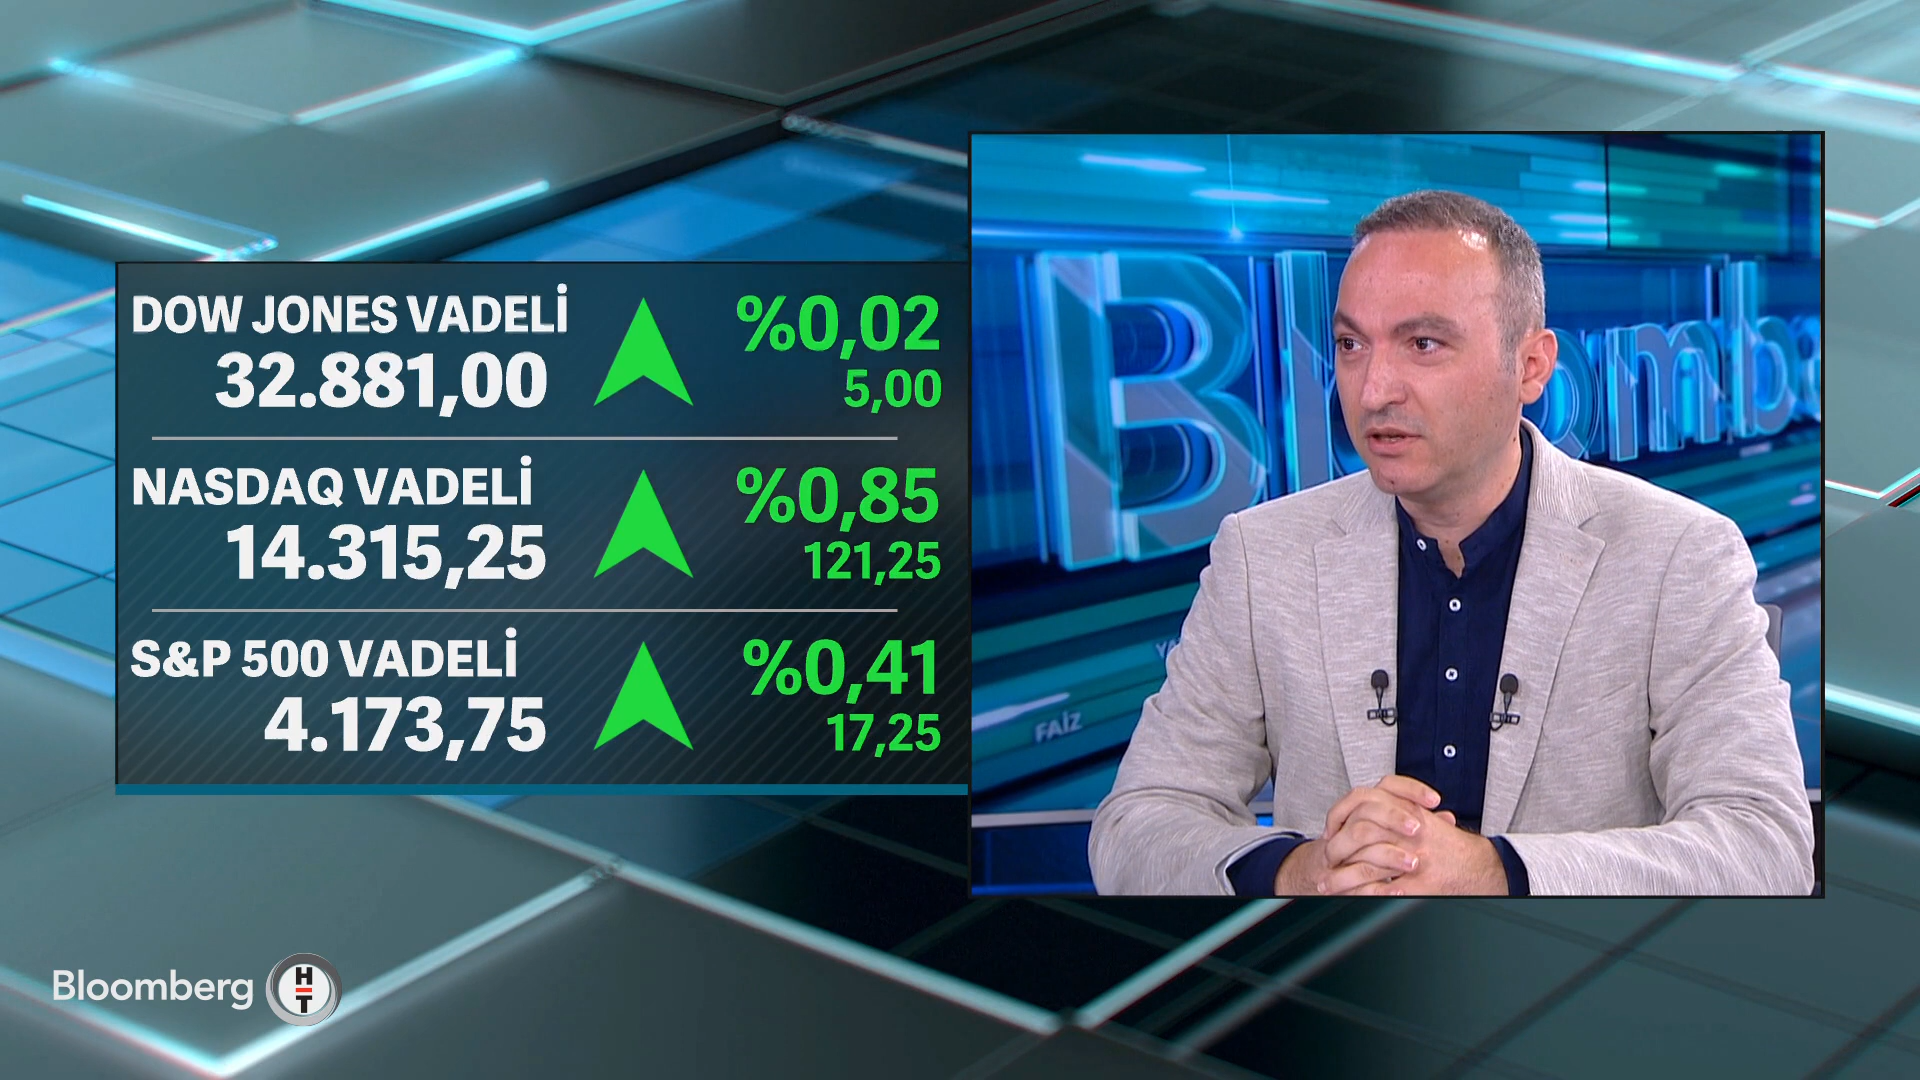 DOW JONES VADELİ
32.881,00
%0,02
5,00
NASDAQ VADELİ
14.315,25
%0,85
121,25
S&P 500 VADELİ
4.173,75
%0,41
17,25
Bloomb
FAİZ
Bloomberg HT